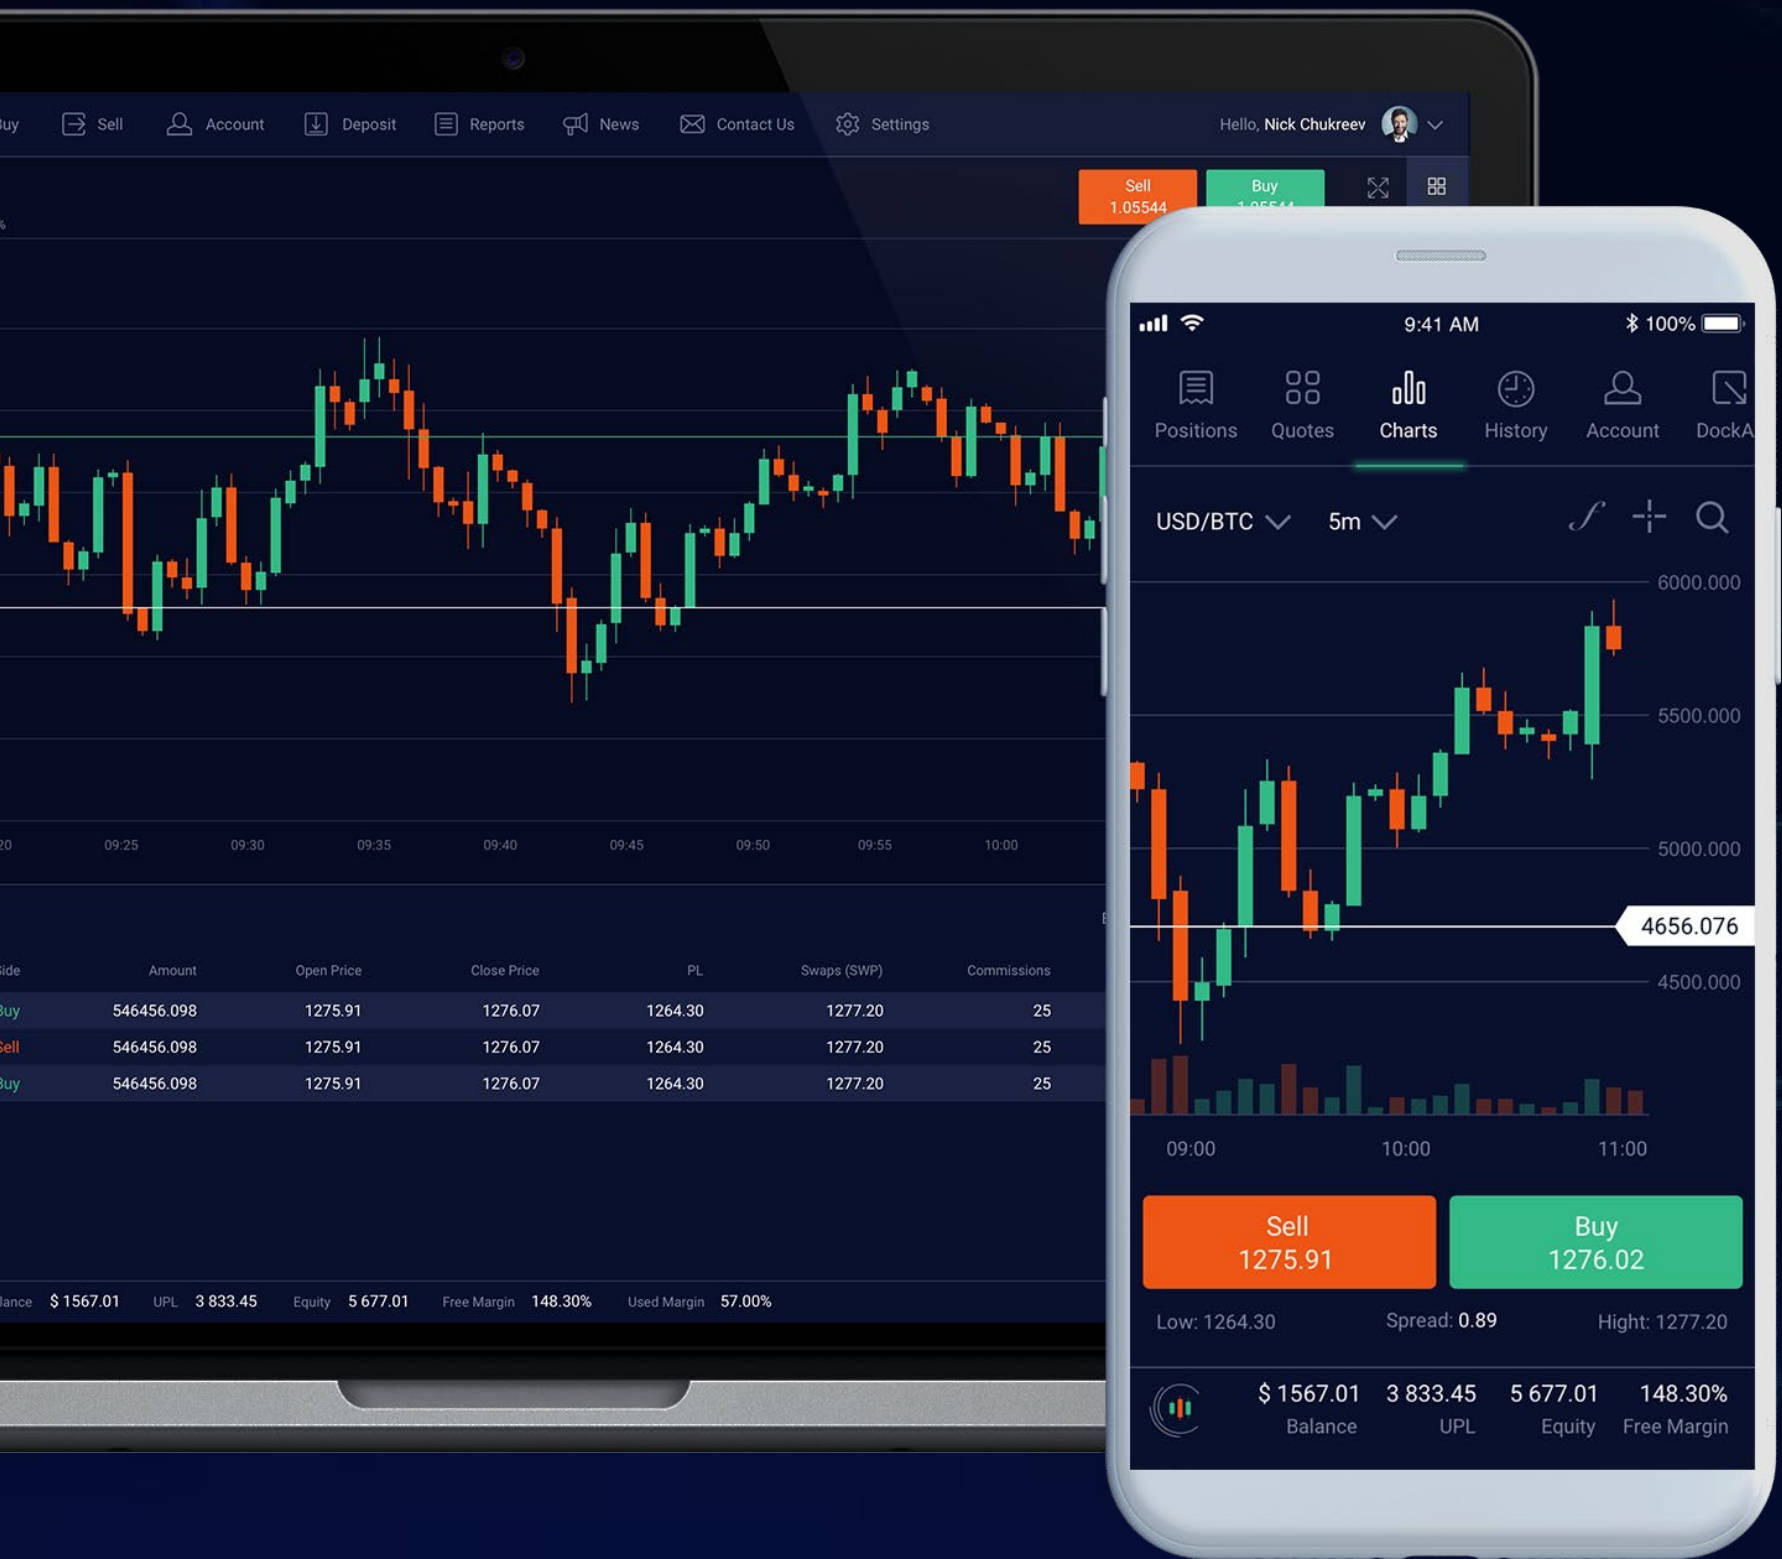 Sell Account Deposit Reports News Contact Us Settings Hello, Nick Chukreev
Sell Buy
1.05544
%
09:25 09:30 09:35 09:40 09:45 09:50 09:55 10:00
Amount Open Price Close Price PL Swaps (SWP) Commissions
546456.098 1275.91 1276.07 1264.30 1277.20 25
546456.098 1275.91 1276.07 1264.30 1277.20 25
546456.098 1275.91 1276.07 1264.30 1277.20 25
$ 1567.01 UPL 3 833.45 Equity 5 677.01 Free Margin 148.30% Used Margin 57.00%
9:41 AM 100%
Positions Quotes Charts History Account DockA
USD/BTC 5m
6000.000
5500.000
5000.000
4656.076
4500.000
09:00 10:00 11:00
Sell Buy
1275.91 1276.02
Low: 1264.30 Spread: 0.89 Hight: 1277.20
$ 1567.01 3 833.45 5 677.01 148.30%
Balance UPL Equity Free Margin